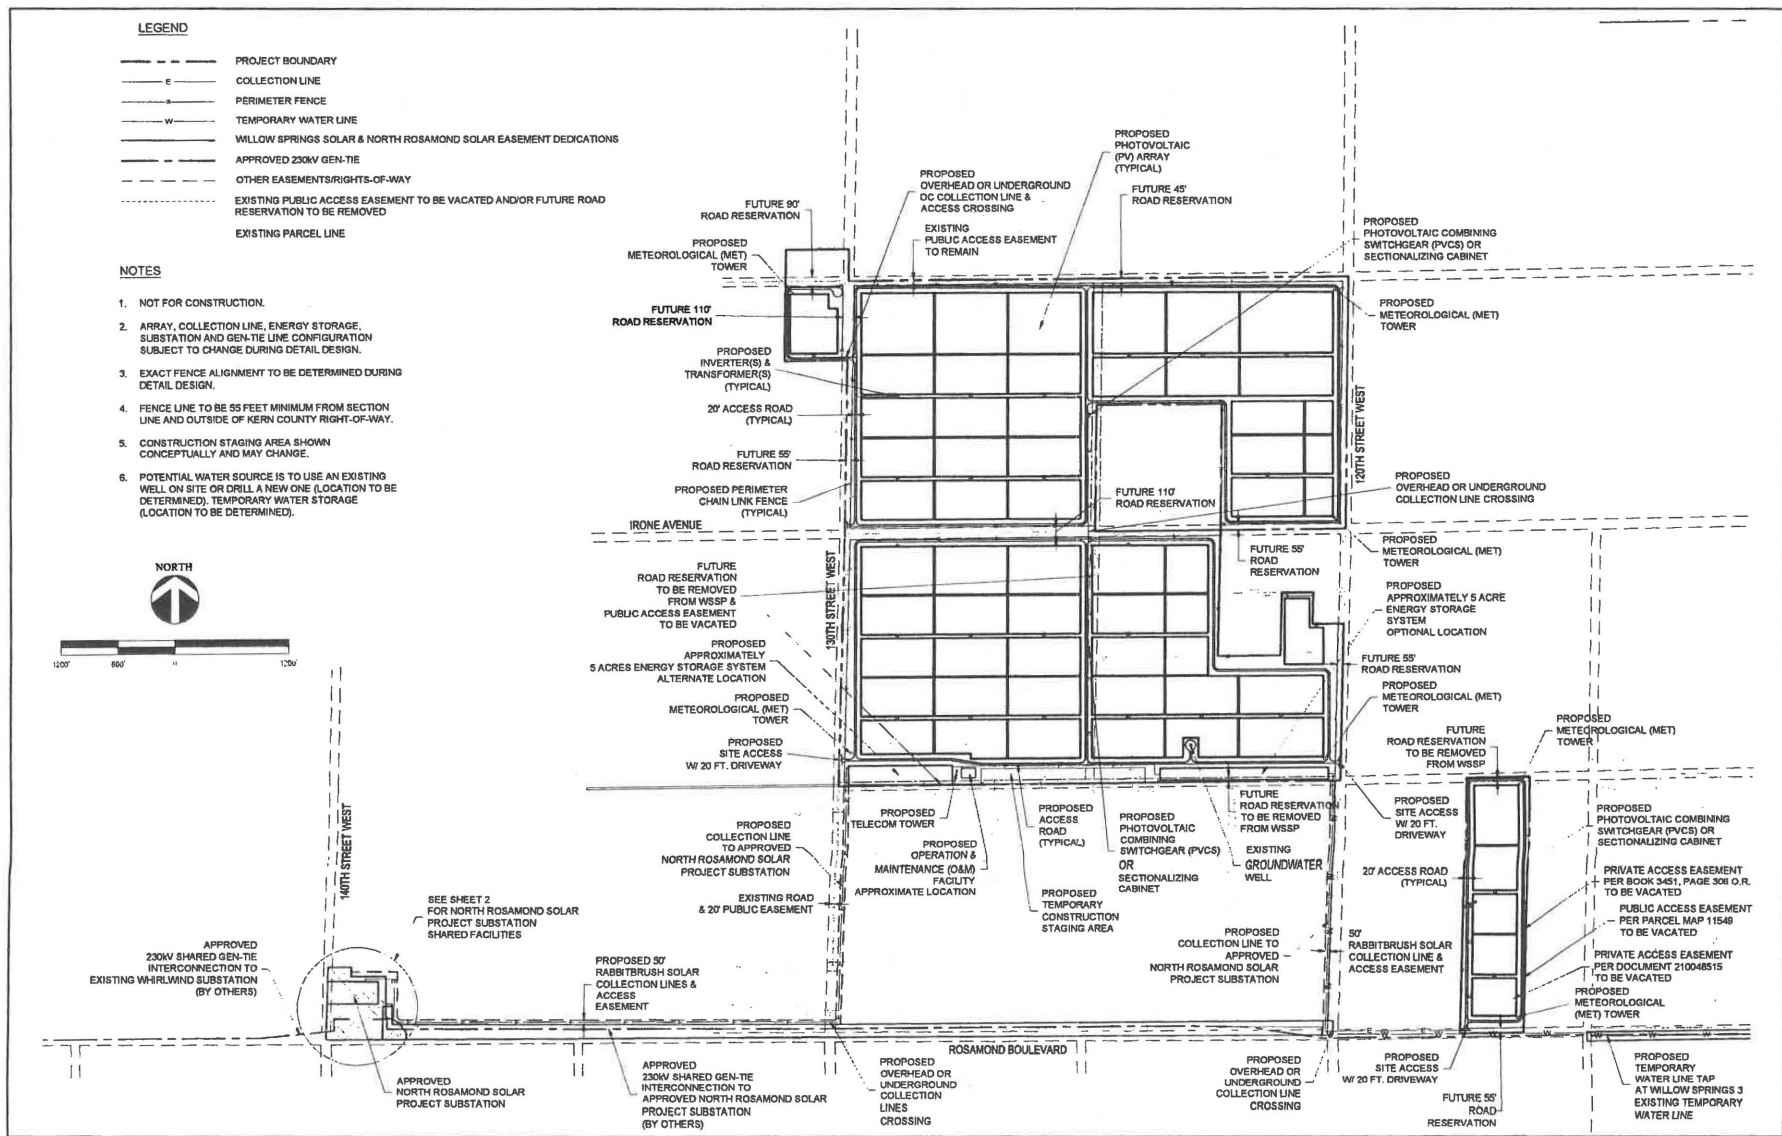 LEGEND
PROJECT BOUNDARY
E COLLECTION LINE
x PERIMETER FENCE
W TEMPORARY WATER LINE
WILLOW SPRINGS SOLAR & NORTH ROSAMOND SOLAR EASEMENT DEDICATIONS
APPROVED 230kV GEN-TIE
OTHER EASEMENTS/RIGHTS-OF-WAY
EXISTING PUBLIC ACCESS EASEMENT TO BE VACATED AND/OR FUTURE ROAD
RESERVATION TO BE REMOVED
EXISTING PARCEL LINE
NOTES
1. NOT FOR CONSTRUCTION.
2. ARRAY, COLLECTION LINE, ENERGY STORAGE,
SUBSTATION AND GEN-TIE LINE CONFIGURATION
SUBJECT TO CHANGE DURING DETAIL DESIGN.
3. EXACT FENCE ALIGNMENT TO BE DETERMINED DURING
DETAIL DESIGN.
4. FENCE LINE TO BE 55 FEET MINIMUM FROM SECTION
LINE AND OUTSIDE OF KERN COUNTY RIGHT-OF-WAY.
5. CONSTRUCTION STAGING AREA SHOWN
CONCEPTUALLY AND MAY CHANGE.
6. POTENTIAL WATER SOURCE IS TO USE AN EXISTING
WELL ON SITE OR DRILL A NEW ONE (LOCATION TO BE
DETERMINED). TEMPORARY WATER STORAGE
(LOCATION TO BE DETERMINED).
NORTH
1200' 600' 1200'
PROPOSED
PHOTOVOLTAIC
(PV) ARRAY
(TYPICAL)
PROPOSED
OVERHEAD OR UNDERGROUND
DC COLLECTION LINE &
ACCESS CROSSING
FUTURE 45'
ROAD RESERVATION
FUTURE 90'
ROAD RESERVATION
EXISTING
PUBLIC ACCESS EASEMENT
TO REMAIN
PROPOSED
PHOTOVOLTAIC COMBINING
SWITCHGEAR (PVCS) OR
SECTIONALIZING CABINET
PROPOSED
METEOROLOGICAL (MET)
TOWER
FUTURE 110'
ROAD RESERVATION
PROPOSED
METEOROLOGICAL (MET)
TOWER
PROPOSED
INVERTER(S) &
TRANSFORMER(S)
(TYPICAL)
20' ACCESS ROAD
(TYPICAL)
FUTURE 55'
ROAD RESERVATION
PROPOSED PERIMETER
CHAIN LINK FENCE
(TYPICAL)
120TH STREET WEST
FUTURE 110'
ROAD RESERVATION
PROPOSED
OVERHEAD OR UNDERGROUND
COLLECTION LINE CROSSING
IRONE AVENUE
PROPOSED
METEOROLOGICAL (MET)
TOWER
FUTURE 55'
ROAD
RESERVATION
FUTURE
ROAD RESERVATION
TO BE REMOVED
FROM WSSP &
PUBLIC ACCESS EASEMENT
TO BE VACATED
130TH STREET WEST
PROPOSED
APPROXIMATELY 5 ACRE
ENERGY STORAGE
SYSTEM
OPTIONAL LOCATION
PROPOSED
APPROXIMATELY
5 ACRES ENERGY STORAGE SYSTEM
ALTERNATE LOCATION
FUTURE 55'
ROAD RESERVATION
PROPOSED
METEOROLOGICAL (MET)
TOWER
PROPOSED
METEOROLOGICAL (MET)
TOWER
PROPOSED
SITE ACCESS
W/ 20 FT. DRIVEWAY
FUTURE
ROAD RESERVATION
TO BE REMOVED
FROM WSSP
PROPOSED
METEOROLOGICAL (MET)
TOWER
140TH STREET WEST
PROPOSED
COLLECTION LINE
TO APPROVED
NORTH ROSAMOND SOLAR
PROJECT SUBSTATION
PROPOSED
TELECOM TOWER
PROPOSED
OPERATION &
MAINTENANCE (O&M)
FACILITY
APPROXIMATE LOCATION
PROPOSED
ACCESS
ROAD
(TYPICAL)
PROPOSED
PHOTOVOLTAIC
COMBINING
SWITCHGEAR (PVCS)
OR
SECTIONALIZING
CABINET
FUTURE
ROAD RESERVATION
TO BE REMOVED
FROM WSSP
EXISTING
GROUNDWATER
WELL
PROPOSED
SITE ACCESS
W/ 20 FT.
DRIVEWAY
PROPOSED
PHOTOVOLTAIC COMBINING
SWITCHGEAR (PVCS) OR
SECTIONALIZING CABINET
20' ACCESS ROAD
(TYPICAL)
PRIVATE ACCESS EASEMENT
PER BOOK 3451, PAGE 306 O.R.
TO BE VACATED
EXISTING ROAD
& 20' PUBLIC EASEMENT
PROPOSED
TEMPORARY
CONSTRUCTION
STAGING AREA
PUBLIC ACCESS EASEMENT
PER PARCEL MAP 11549
TO BE VACATED
SEE SHEET 2
FOR NORTH ROSAMOND SOLAR
PROJECT SUBSTATION
SHARED FACILITIES
PROPOSED
COLLECTION LINE TO
APPROVED
NORTH ROSAMOND SOLAR
PROJECT SUBSTATION
50'
RABBITBRUSH SOLAR
COLLECTION LINE &
ACCESS EASEMENT
PRIVATE ACCESS EASEMENT
PER DOCUMENT 210048515
TO BE VACATED
APPROVED
230kV SHARED GEN-TIE
INTERCONNECTION TO
EXISTING WHIRLWIND SUBSTATION
(BY OTHERS)
PROPOSED 50'
RABBITBRUSH SOLAR
COLLECTION LINES &
ACCESS
EASEMENT
PROPOSED
METEOROLOGICAL
(MET) TOWER
ROSAMOND BOULEVARD
E W E W W W W W W
APPROVED
NORTH ROSAMOND SOLAR
PROJECT SUBSTATION
APPROVED
230kV SHARED GEN-TIE
INTERCONNECTION TO
APPROVED NORTH ROSAMOND SOLAR
PROJECT SUBSTATION
(BY OTHERS)
PROPOSED
OVERHEAD OR
UNDERGROUND
COLLECTION
LINES
CROSSING
PROPOSED
OVERHEAD OR
UNDERGROUND
COLLECTION LINE
CROSSING
PROPOSED
SITE ACCESS
W/ 20 FT. DRIVEWAY
FUTURE 55'
ROAD
RESERVATION
PROPOSED
TEMPORARY
WATER LINE TAP
AT WILLOW SPRINGS 3
EXISTING TEMPORARY
WATER LINE